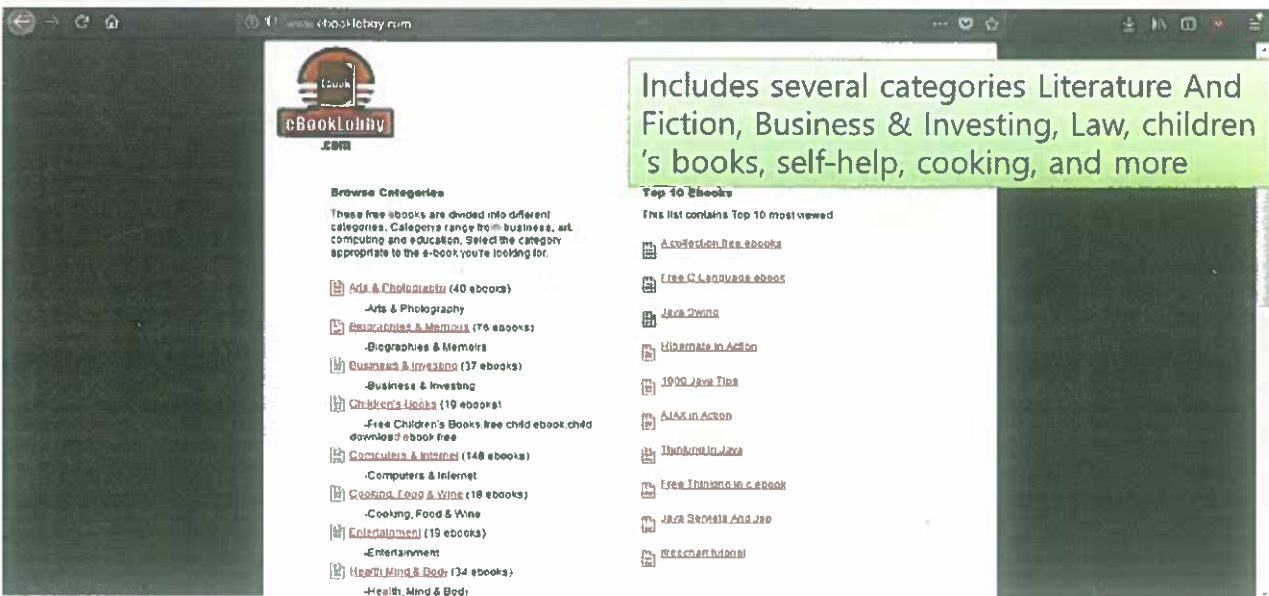 www.ebooklobby.com
ebook
eBookLobby
.com
Includes several categories Literature And
Fiction, Business & Investing, Law, children
's books, self-help, cooking, and more
Browse Categories
These free ebooks are divided into different
categories. Categorys range from business, art,
computing and education. Select the category
appropriate to the e-book you're looking for.
Arts & Photography (40 ebooks)
-Arts & Photography
Biographies & Memoirs (76 ebooks)
-Biographies & Memoirs
Business & Investing (37 ebooks)
-Business & Investing
Children's Books (19 ebooks)
-Free Children's Books,free child ebook,child
download ebook free
Computers & Internet (148 ebooks)
-Computers & Internet
Cooking, Food & Wine (18 ebooks)
-Cooking, Food & Wine
Entertainment (19 ebooks)
-Entertainment
Health Mind & Body (34 ebooks)
-Health, Mind & Body
Top 10 Ebooks
This list contains Top 10 most viewed
A collection free ebooks
Free C Language ebook
Java Swing
Hibernate in Action
1000 Java Tips
AJAX in Action
Thinking in Java
Free Thinking in c ebook
Java Servlets And Jsp
jfreechart tutorial